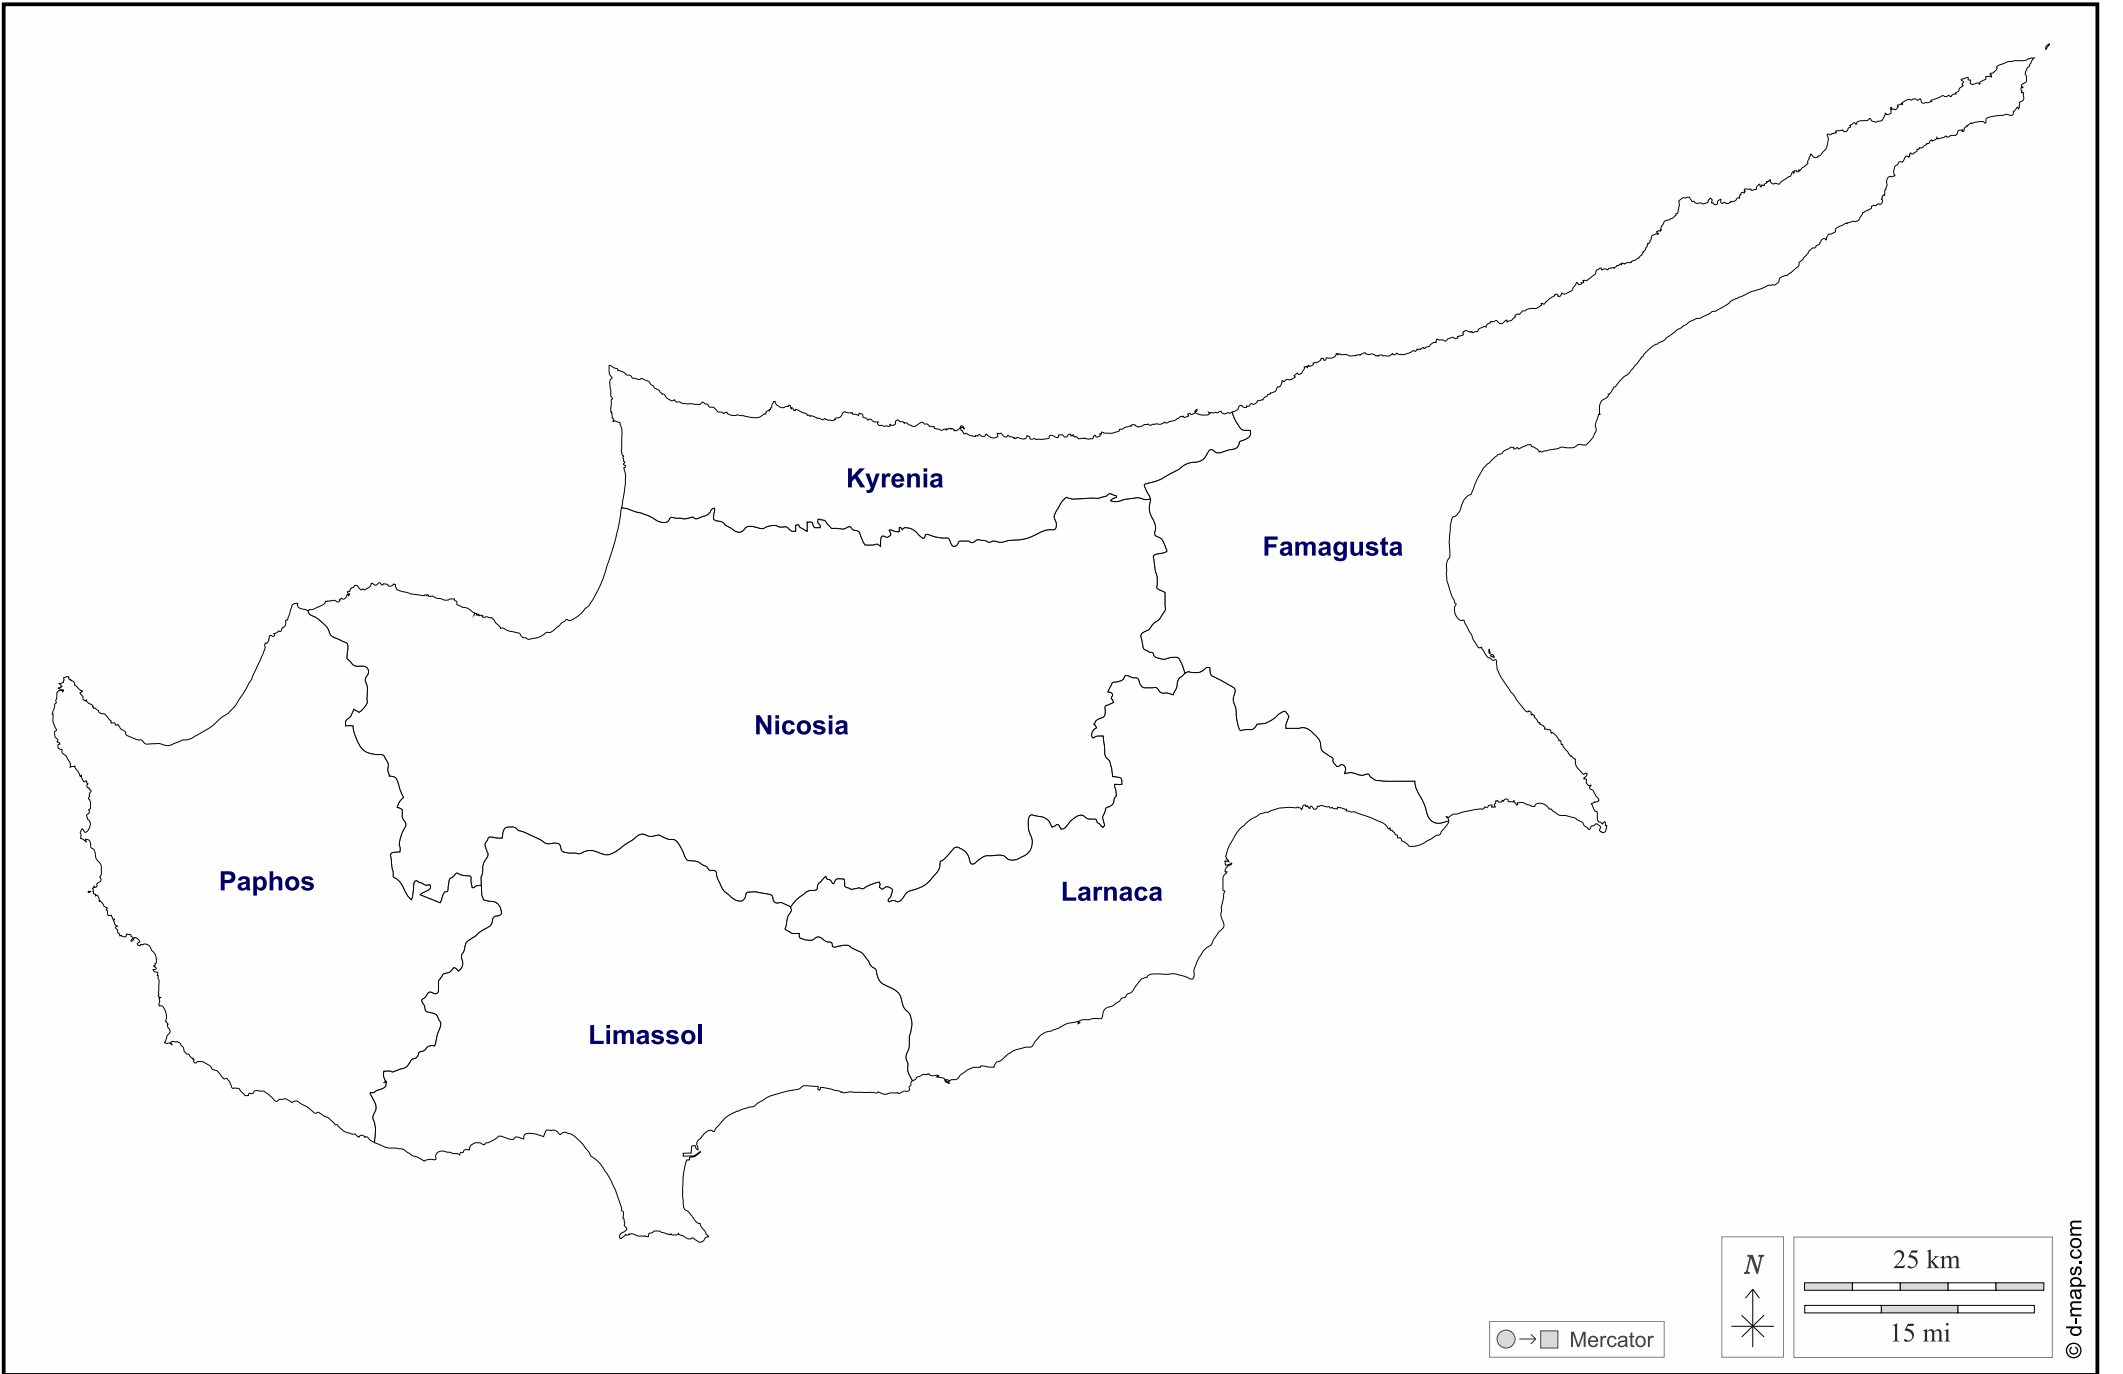 Kyrenia
Famagusta
Nicosia
Paphos
Larnaca
Limassol
N
25 km
15 mi
Mercator
© d-maps.com